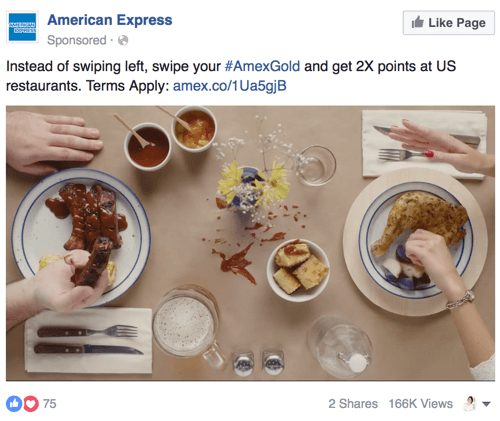 American Express
Sponsored ·
Like Page
Instead of swiping left, swipe your #AmexGold and get 2X points at US
restaurants. Terms Apply: amex.co/1Ua5gjB
AMERICAN
EXPRESS
75
2 Shares 166K Views